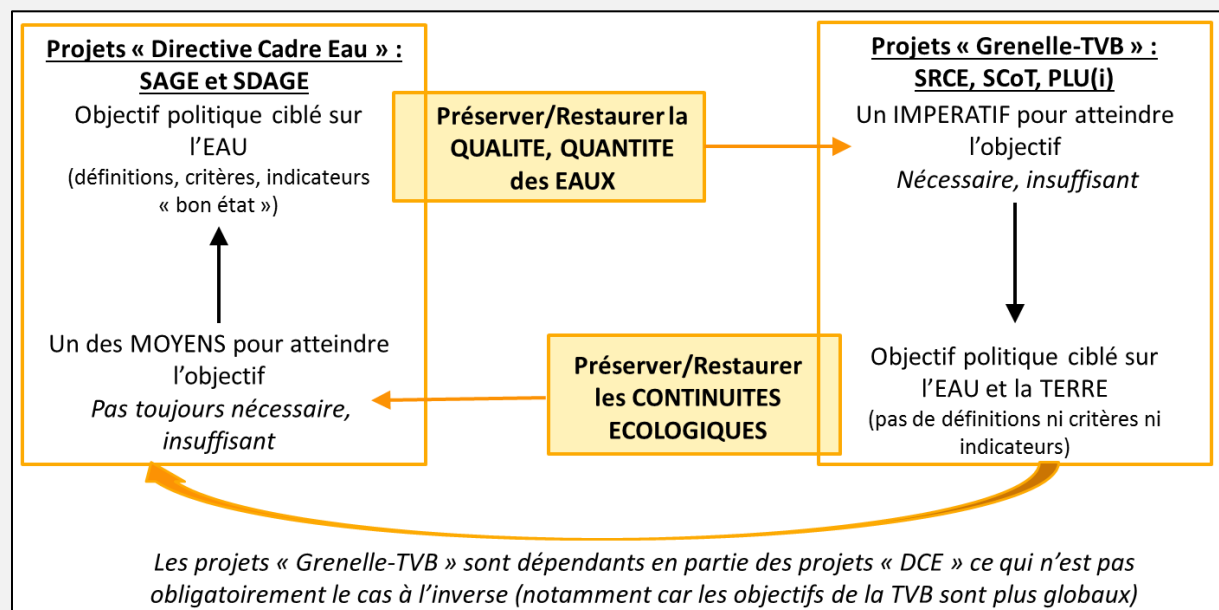 Projets « Directive Cadre Eau » :
SAGE et SDAGE
Objectif politique ciblé sur
l'EAU
(définitions, critères, indicateurs
« bon état »)
Un des MOYENS pour atteindre
l'objectif
Pas toujours nécessaire,
insuffisant
Préserver/Restaurer la
QUALITE, QUANTITE
des EAUX
Préserver/Restaurer
les CONTINUITES
ECOLOGIQUES
Projets « Grenelle-TVB » :
SRCE, SCoT, PLU(i)
Un IMPERATIF pour atteindre
l'objectif
Nécessaire, insuffisant
Objectif politique ciblé sur
l'EAU et la TERRE
(pas de définitions ni critères ni
indicateurs)
Les projets « Grenelle-TVB » sont dépendants en partie des projets « DCE » ce qui n'est pas
obligatoirement le cas à l'inverse (notamment car les objectifs de la TVB sont plus globaux)